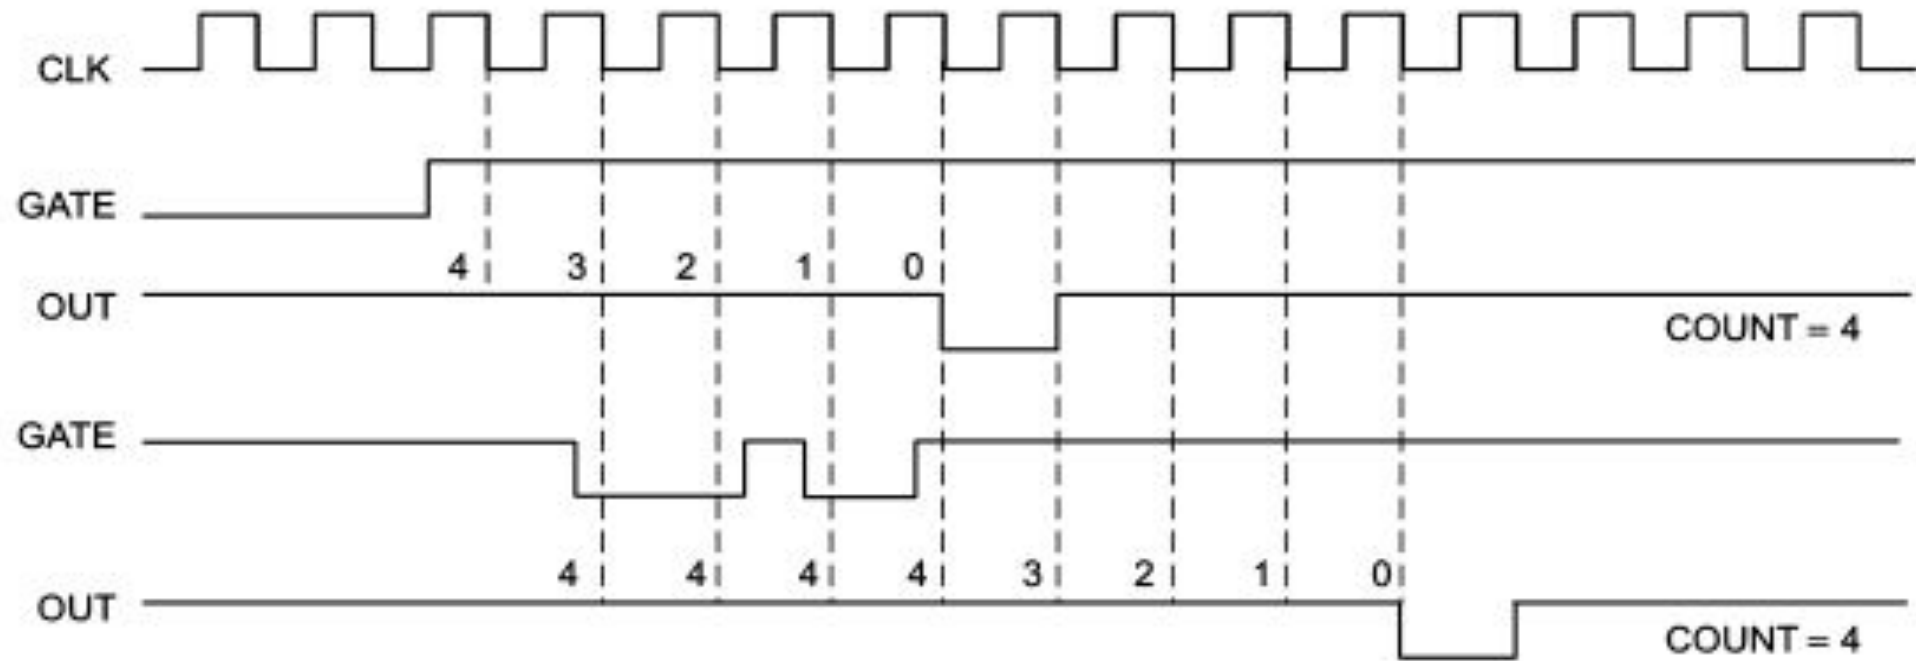 CLK
GATE
4 3 2 1 0
OUT
COUNT = 4
GATE
4 4 4 4 3 2 1 0
OUT
COUNT = 4